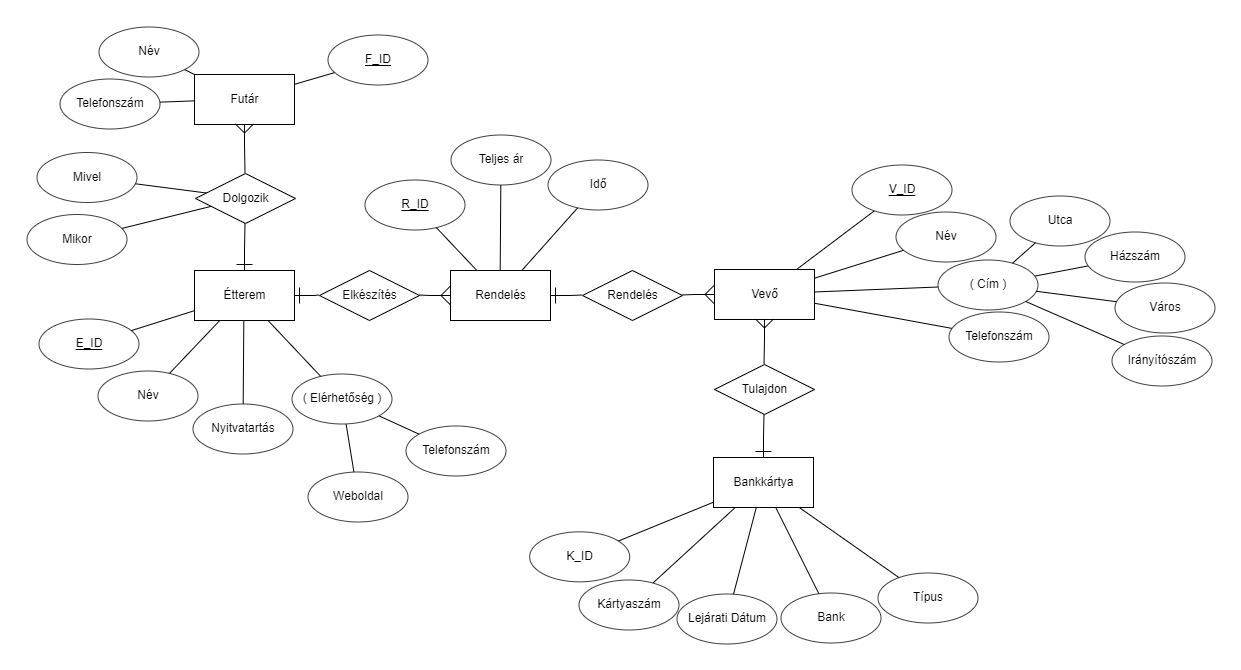 Név
F_ID
Telefonszám
Futár
Mivel
Dolgozik
Mikor
Teljes ár
Idő
R_ID
V_ID
Név
Utca
Házszám
( Cím )
Város
Telefonszám
Irányítószám
Étterem
Elkészítés
Rendelés
Rendelés
Vevő
E_ID
Név
Nyitvatartás
( Elérhetőség )
Telefonszám
Weboldal
Tulajdon
Bankkártya
K_ID
Kártyaszám
Lejárati Dátum
Bank
Típus